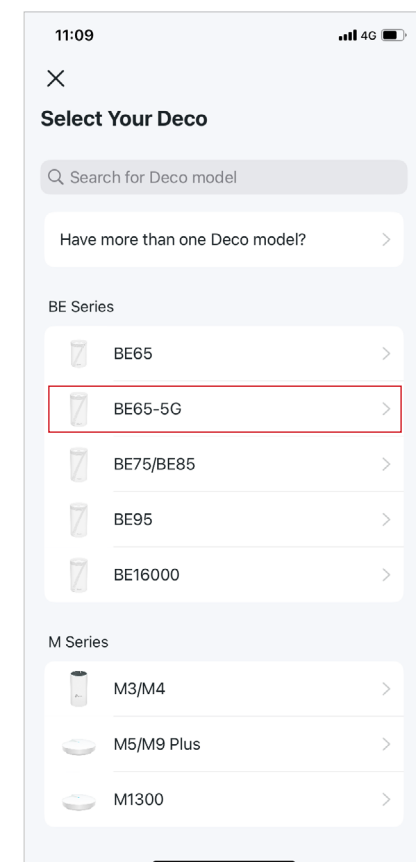 11:09
4G
Select Your Deco
Search for Deco model
Have more than one Deco model?
BE Series
BE65
BE65-5G
BE75/BE85
BE95
BE16000
M Series
M3/M4
M5/M9 Plus
M1300